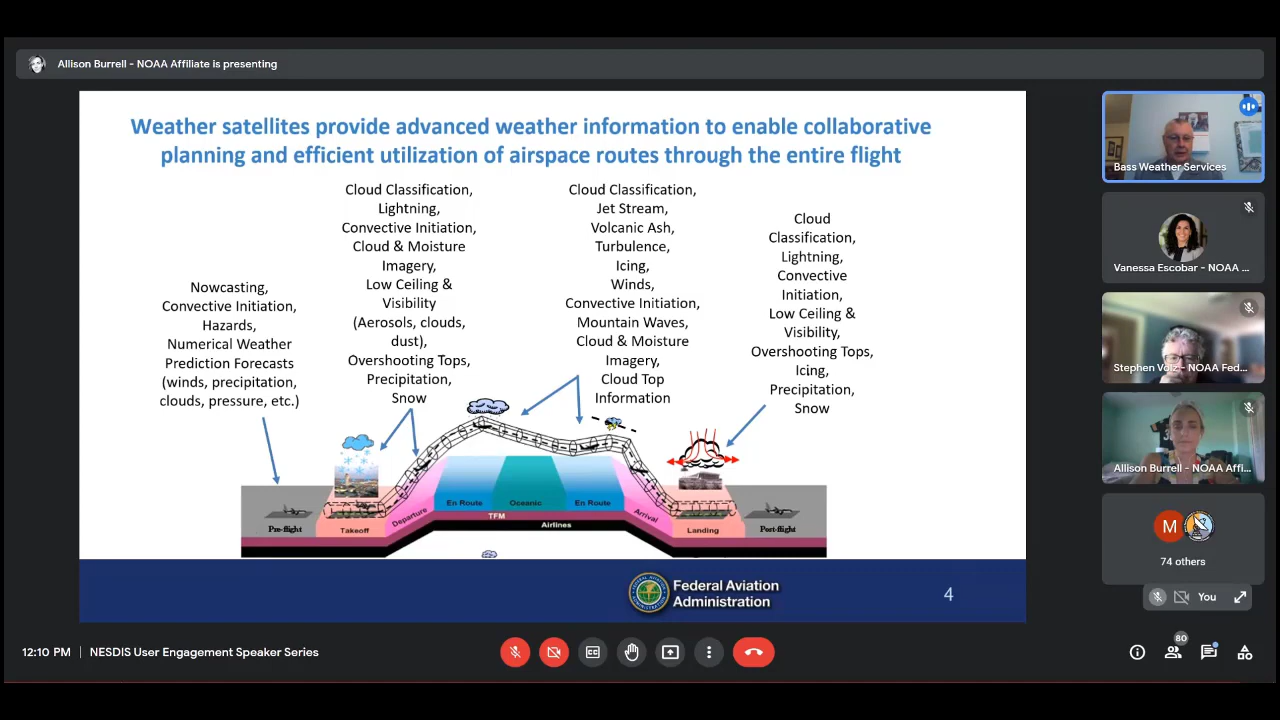 Allison Burrell - NOAA Affiliate is presenting
Weather satellites provide advanced weather information to enable collaborative
planning and efficient utilization of airspace routes through the entire flight
Nowcasting,
Convective Initiation,
Hazards,
Numerical Weather
Prediction Forecasts
(winds, precipitation,
clouds, pressure, etc.)
Cloud Classification,
Lightning,
Convective Initiation,
Cloud & Moisture
Imagery,
Low Ceiling &
Visibility
(Aerosols, clouds,
dust),
Overshooting Tops,
Precipitation,
Snow
Cloud Classification,
Jet Stream,
Volcanic Ash,
Turbulence,
Icing,
Winds,
Convective Initiation,
Mountain Waves,
Cloud & Moisture
Imagery,
Cloud Top
Information
Cloud
Classification,
Lightning,
Convective
Initiation,
Low Ceiling &
Visibility,
Overshooting Tops,
Icing,
Precipitation,
Snow
Pre-flight
Takeoff
Departure
En Route
Oceanic
En Route
Arrival
Landing
Post-flight
TFM
Airlines
Federal Aviation
Administration
4
Bass Weather Services
Vanessa Escobar - NOAA ...
Stephen Volz - NOAA Fed...
Allison Burrell - NOAA Affi...
M
74 others
You
12:10 PM | NESDIS User Engagement Speaker Series
80